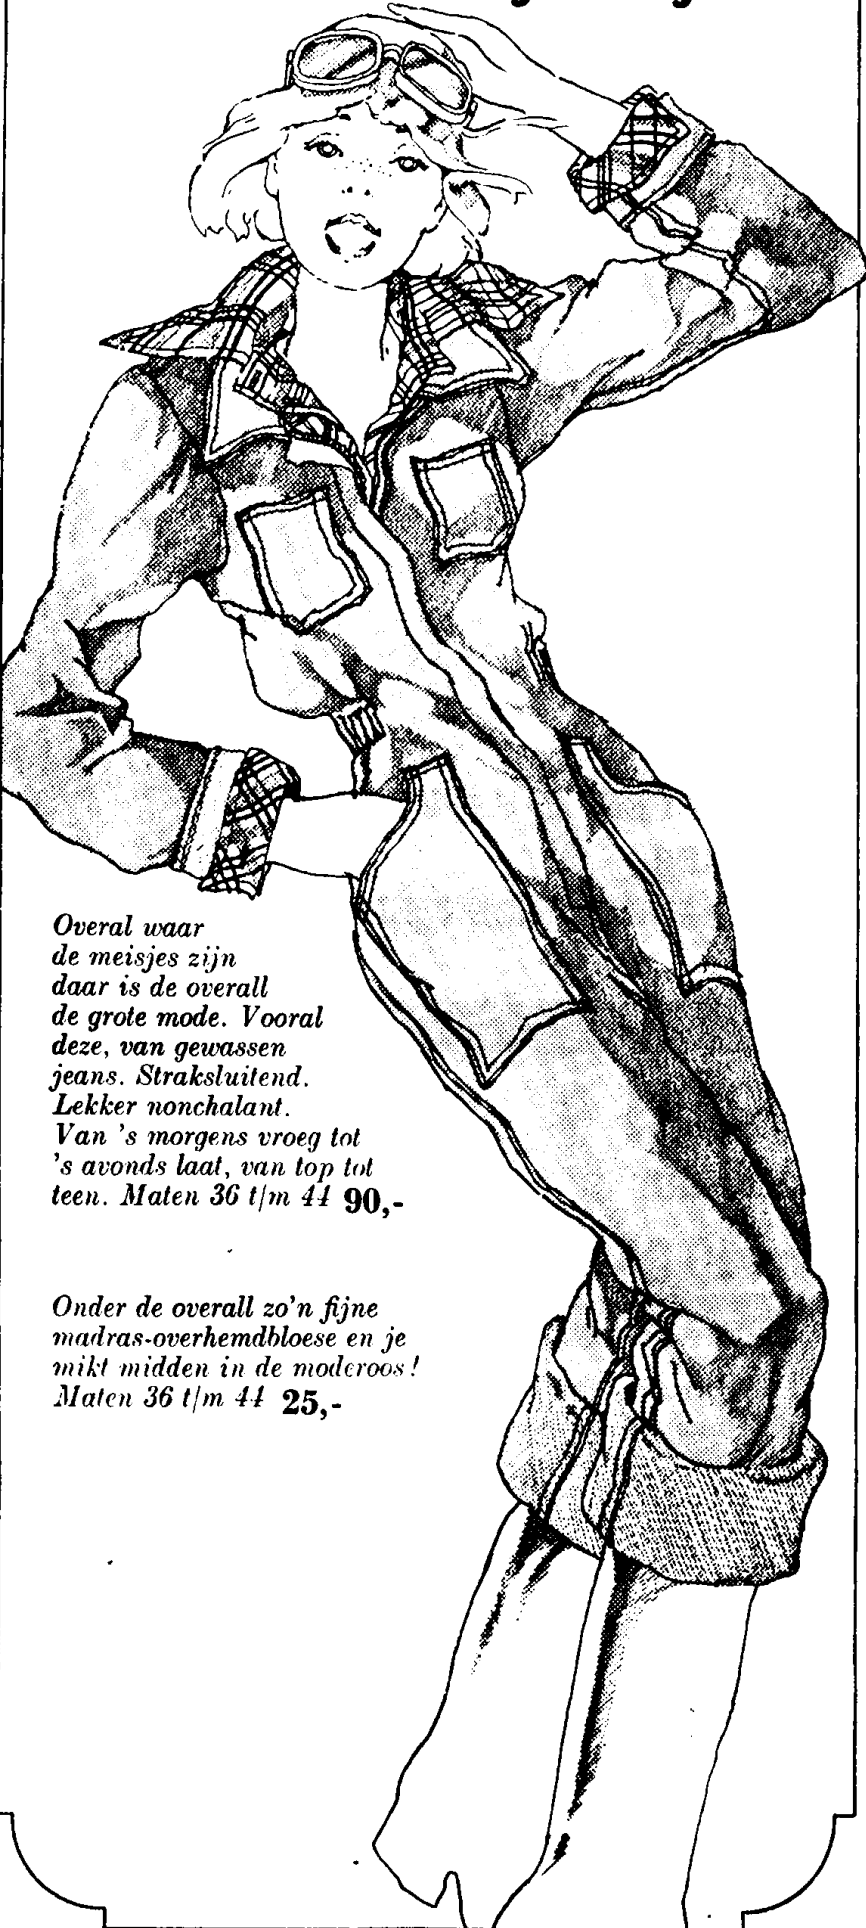 Overal waar
de meisjes zijn
daar is de overall
de grote mode. Vooral
deze, van gewassen
jeans. Straksluitend.
Lekker nonchalant.
Van 's morgens vroeg tot
's avonds laat, van top tot
teen. Maten 36 t/m 44 90,-
Onder de overall zo'n fijne
madras-overhemdbloese en je
mikt midden in de moderoos!
Maten 36 t/m 44 25,-